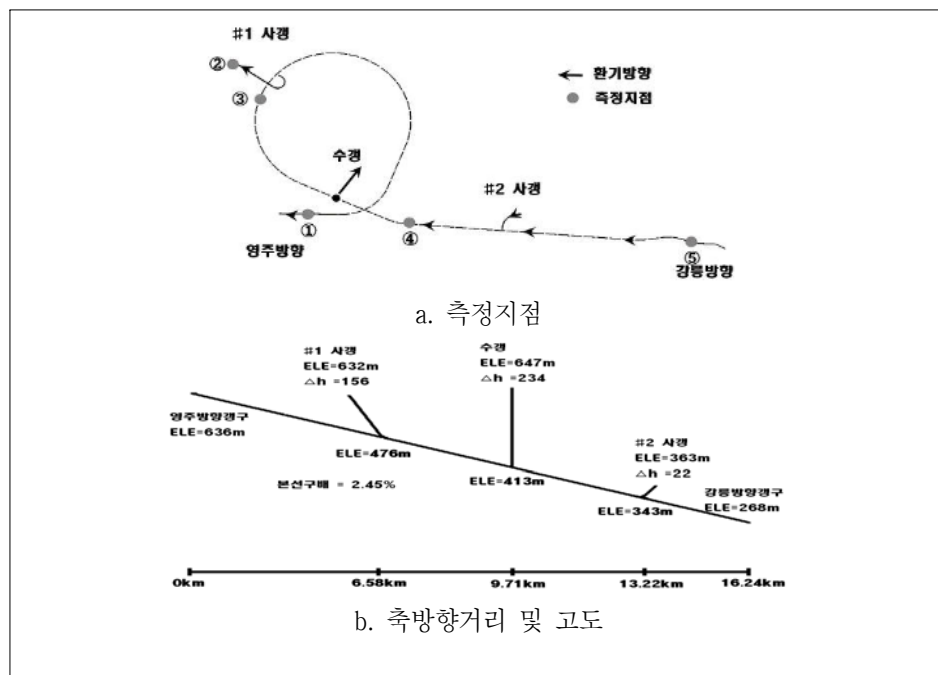 #1 사갱
②
③
환기방향
측정지점
수갱
#2 사갱
①
④
⑤
영주방향
강릉방향
a. 측정지점
#1 사갱
ELE=632m
△h =156
수갱
ELE=647m
△h =234
영주방향갱구
ELE=636m
#2 사갱
ELE=363m
△h =22
ELE=476m
본선구배 = 2.45%
ELE=413m
강릉방향갱구
ELE=268m
ELE=343m
0km
6.58km
9.71km
13.22km
16.24km
b. 축방향거리 및 고도